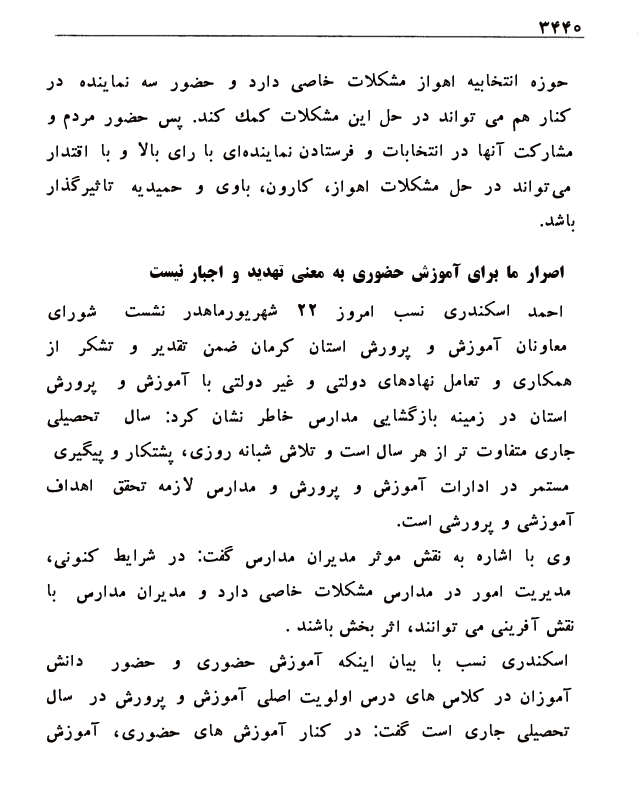 ۳۴۴۰
حوزه انتخابیه اهواز مشکلات خاصی دارد و حضور سه نماینده در
کنار هم می تواند در حل این مشکلات کمك کند. پس حضور مردم و
مشارکت آنها در انتخابات و فرستادن نماینده‌ای با رای بالا و با اقتدار
می‌تواند در حل مشکلات اهواز، کارون، باوی و حمیدیه تاثیرگذار
باشد.
اصرار ما برای آموزش حضوری به معنی تهدید و اجبار نیست
احمد اسکندری نسب امروز ۲۲ شهریورماهدر نشست شورای
معاونان آموزش و پرورش استان کرمان ضمن تقدیر و تشکر از
همکاری و تعامل نهادهای دولتی و غیر دولتی با آموزش و پرورش
استان در زمینه بازگشایی مدارس خاطر نشان کرد: سال تحصیلی
جاری متفاوت تر از هر سال است و تلاش شبانه روزی، پشتکار و پیگیری
مستمر در ادارات آموزش و پرورش و مدارس لازمه تحقق اهداف
آموزشی و پرورشی است.
وی با اشاره به نقش موثر مدیران مدارس گفت: در شرایط کنونی،
مدیریت امور در مدارس مشکلات خاصی دارد و مدیران مدارس با
نقش آفرینی می توانند، اثر بخش باشند .
اسکندری نسب با بیان اینکه آموزش حضوری و حضور دانش
آموزان در کلاس های درس اولویت اصلی آموزش و پرورش در سال
تحصیلی جاری است گفت: در کنار آموزش های حضوری، آموزش